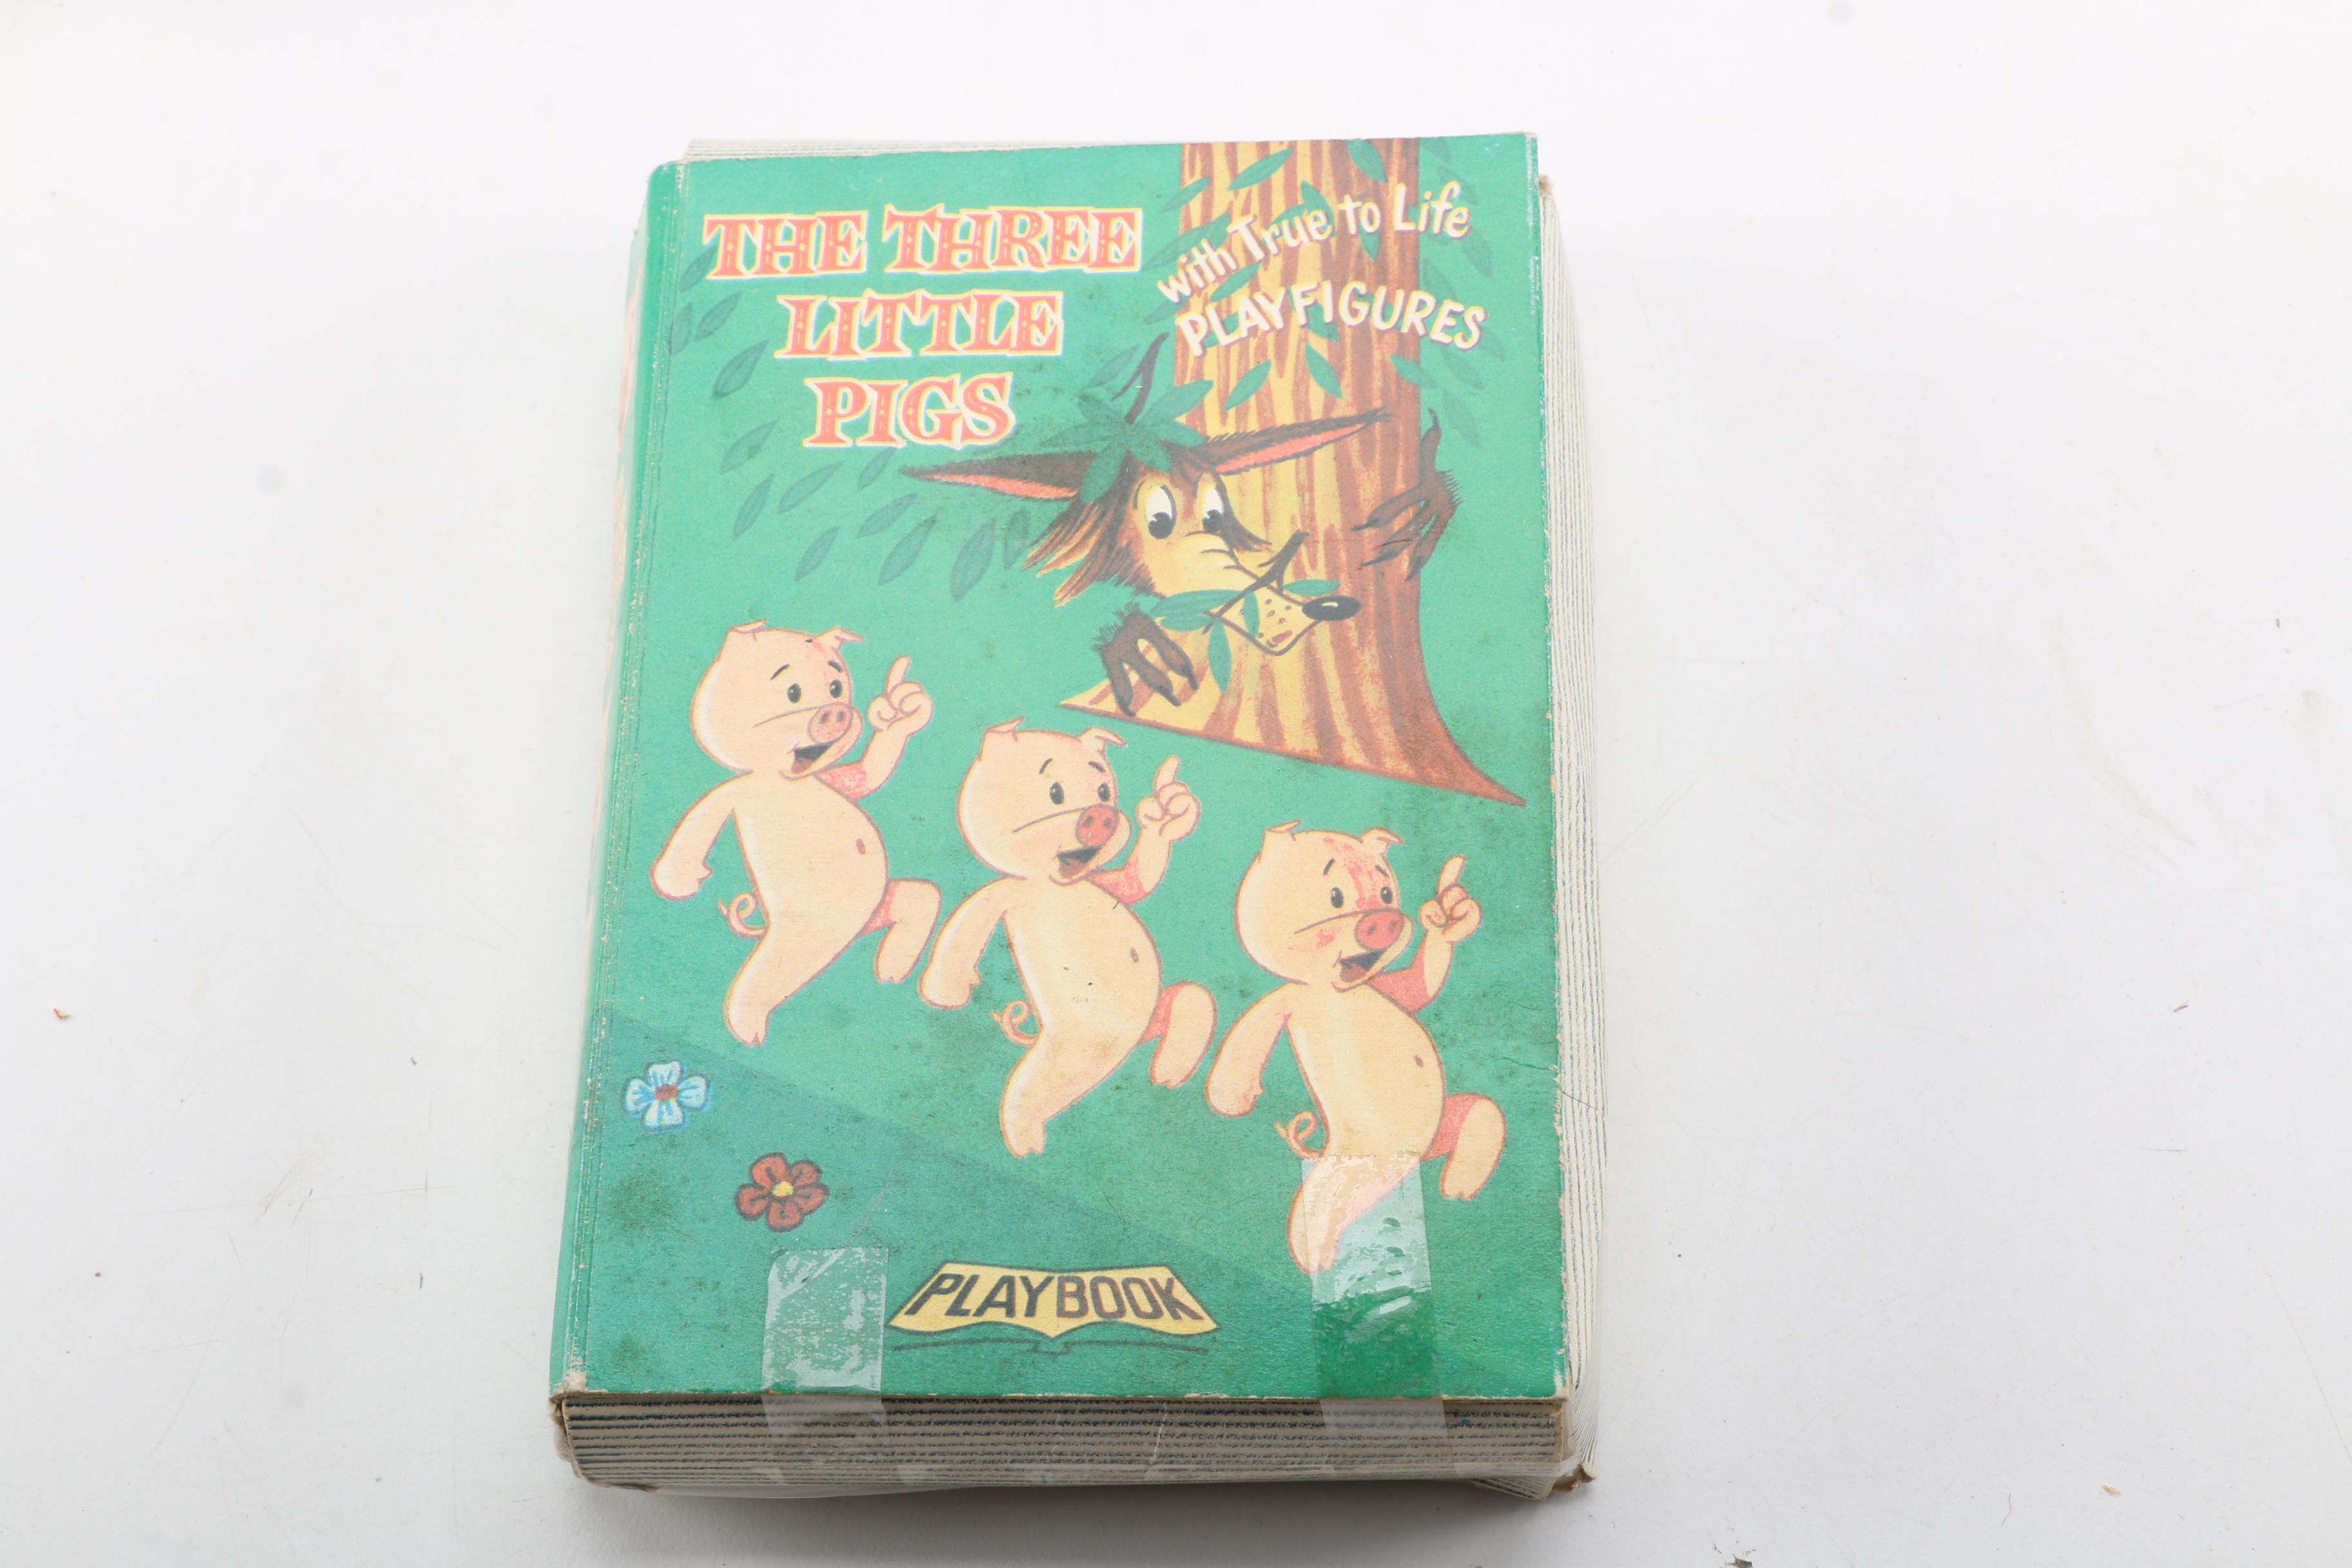 THE THREE
LITTLE
PIGS
with True to Life
PLAYFIGURES
PLAYBOOK